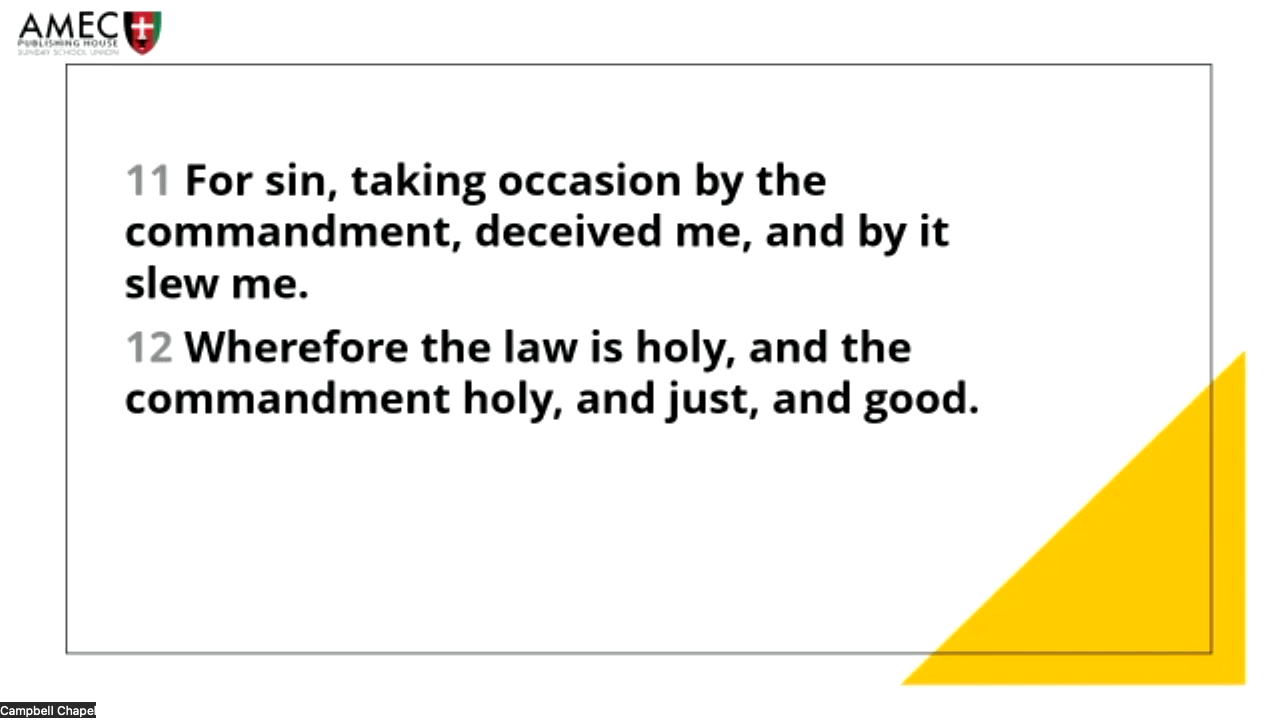 AMEC
PUBLISHING HOUSE
SUNDAY SCHOOL UNION
11 For sin, taking occasion by the
commandment, deceived me, and by it
slew me.
12 Wherefore the law is holy, and the
commandment holy, and just, and good.
Campbell Chapel